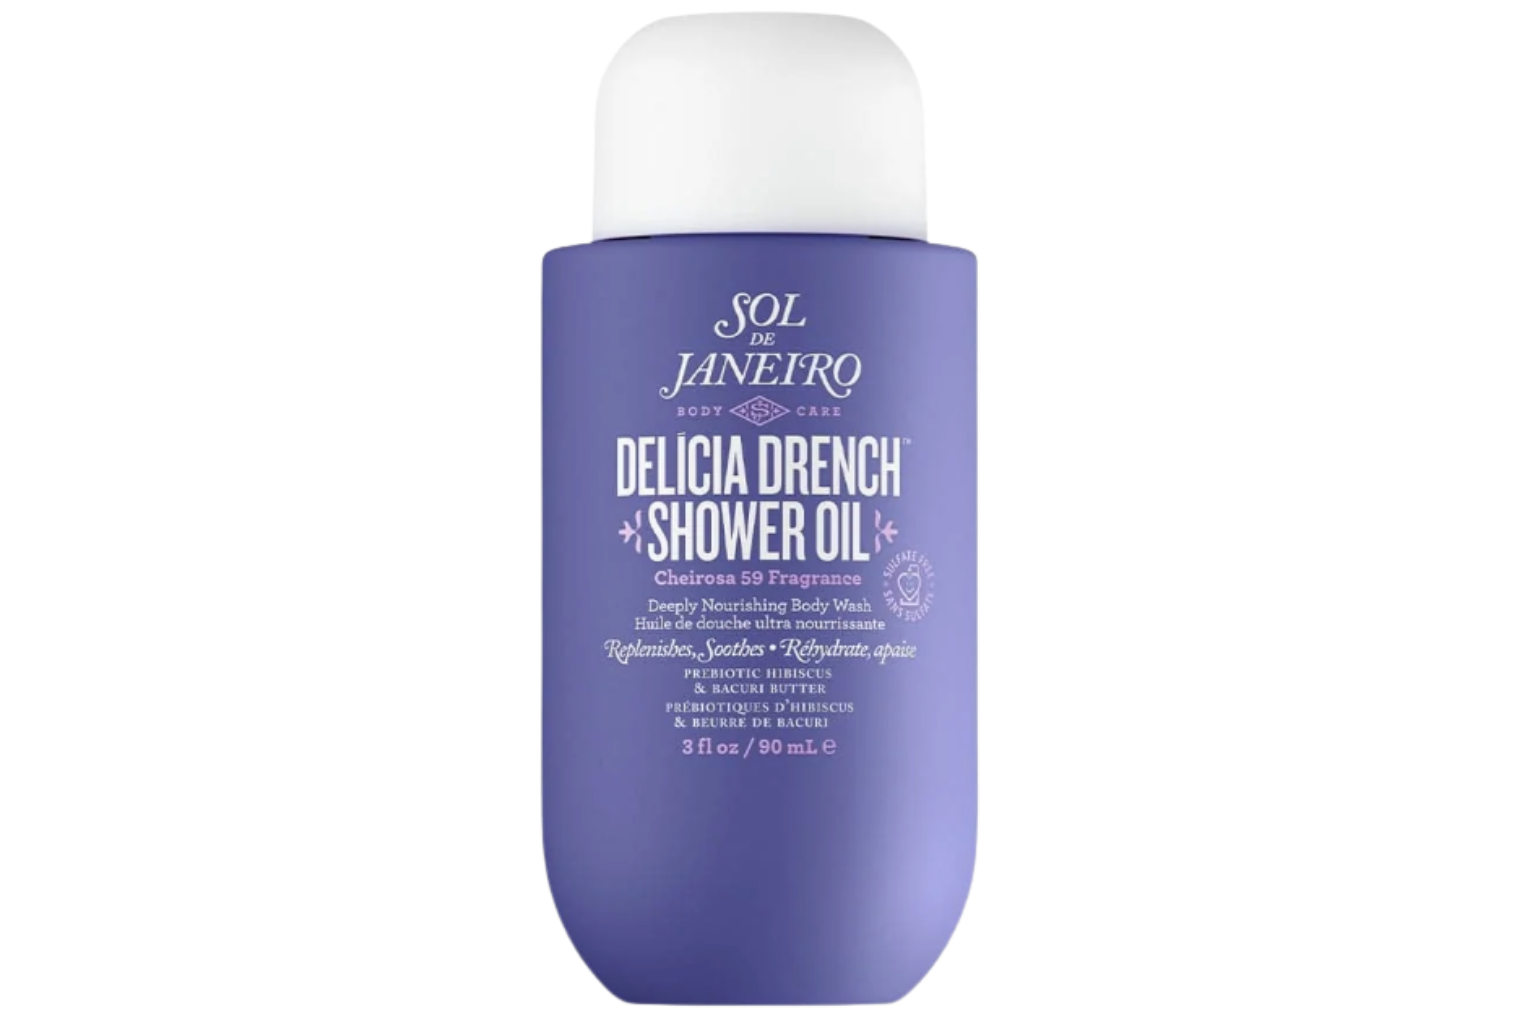 SOL
DE
JANEIRO
BODY S CARE
DELÍCIA DRENCH™
SHOWER OIL
Cheirosa 59 Fragrance
SULFATE FREE
SANS SULFATE
Deeply Nourishing Body Wash
Huile de douche ultra nourrissante
Replenishes, Soothes • Réhydrate, apaise
PREBIOTIC HIBISCUS
& BACURI BUTTER
PRÉBIOTIQUES D'HIBISCUS
& BEURRE DE BACURI
3 fl oz / 90 mL ℮